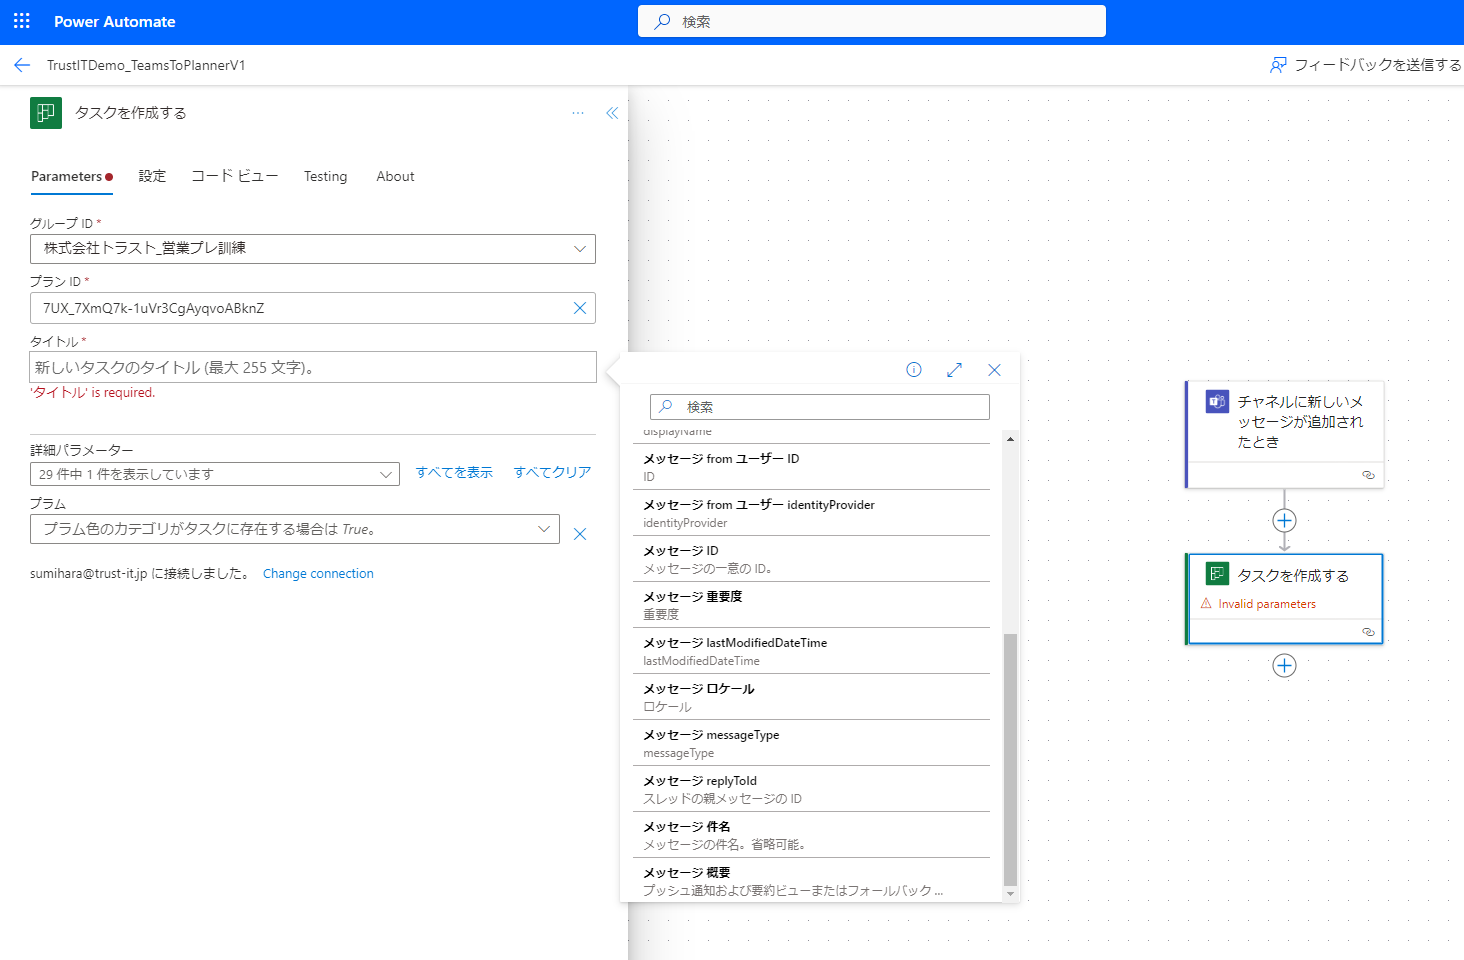 Power Automate
検索
TrustITDemo_TeamsToPlannerV1
フィードバックを送信する
タスクを作成する
Parameters
設定
コード ビュー
Testing
About
グループ ID *
株式会社トラスト_営業プレ訓練
プラン ID *
7UX_7XmQ7k-1uVr3CgAyqvoABknZ
タイトル *
新しいタスクのタイトル (最大 255 文字)。
'タイトル' is required.
詳細パラメーター
29 件中 1 件を表示しています
すべてを表示
すべてクリア
プラム
プラム色のカテゴリがタスクに存在する場合は True。
sumihara@trust-it.jp に接続しました。 Change connection
検索
displayName
メッセージ from ユーザー ID
ID
メッセージ from ユーザー identityProvider
identityProvider
メッセージ ID
メッセージの一意の ID。
メッセージ 重要度
重要度
メッセージ lastModifiedDateTime
lastModifiedDateTime
メッセージ ロケール
ロケール
メッセージ messageType
messageType
メッセージ replyToId
スレッドの親メッセージの ID
メッセージ 件名
メッセージの件名。省略可能。
メッセージ 概要
プッシュ通知および要約ビューまたはフォールバック ...
チャネルに新しいメ
ッセージが追加され
たとき
タスクを作成する
Invalid parameters